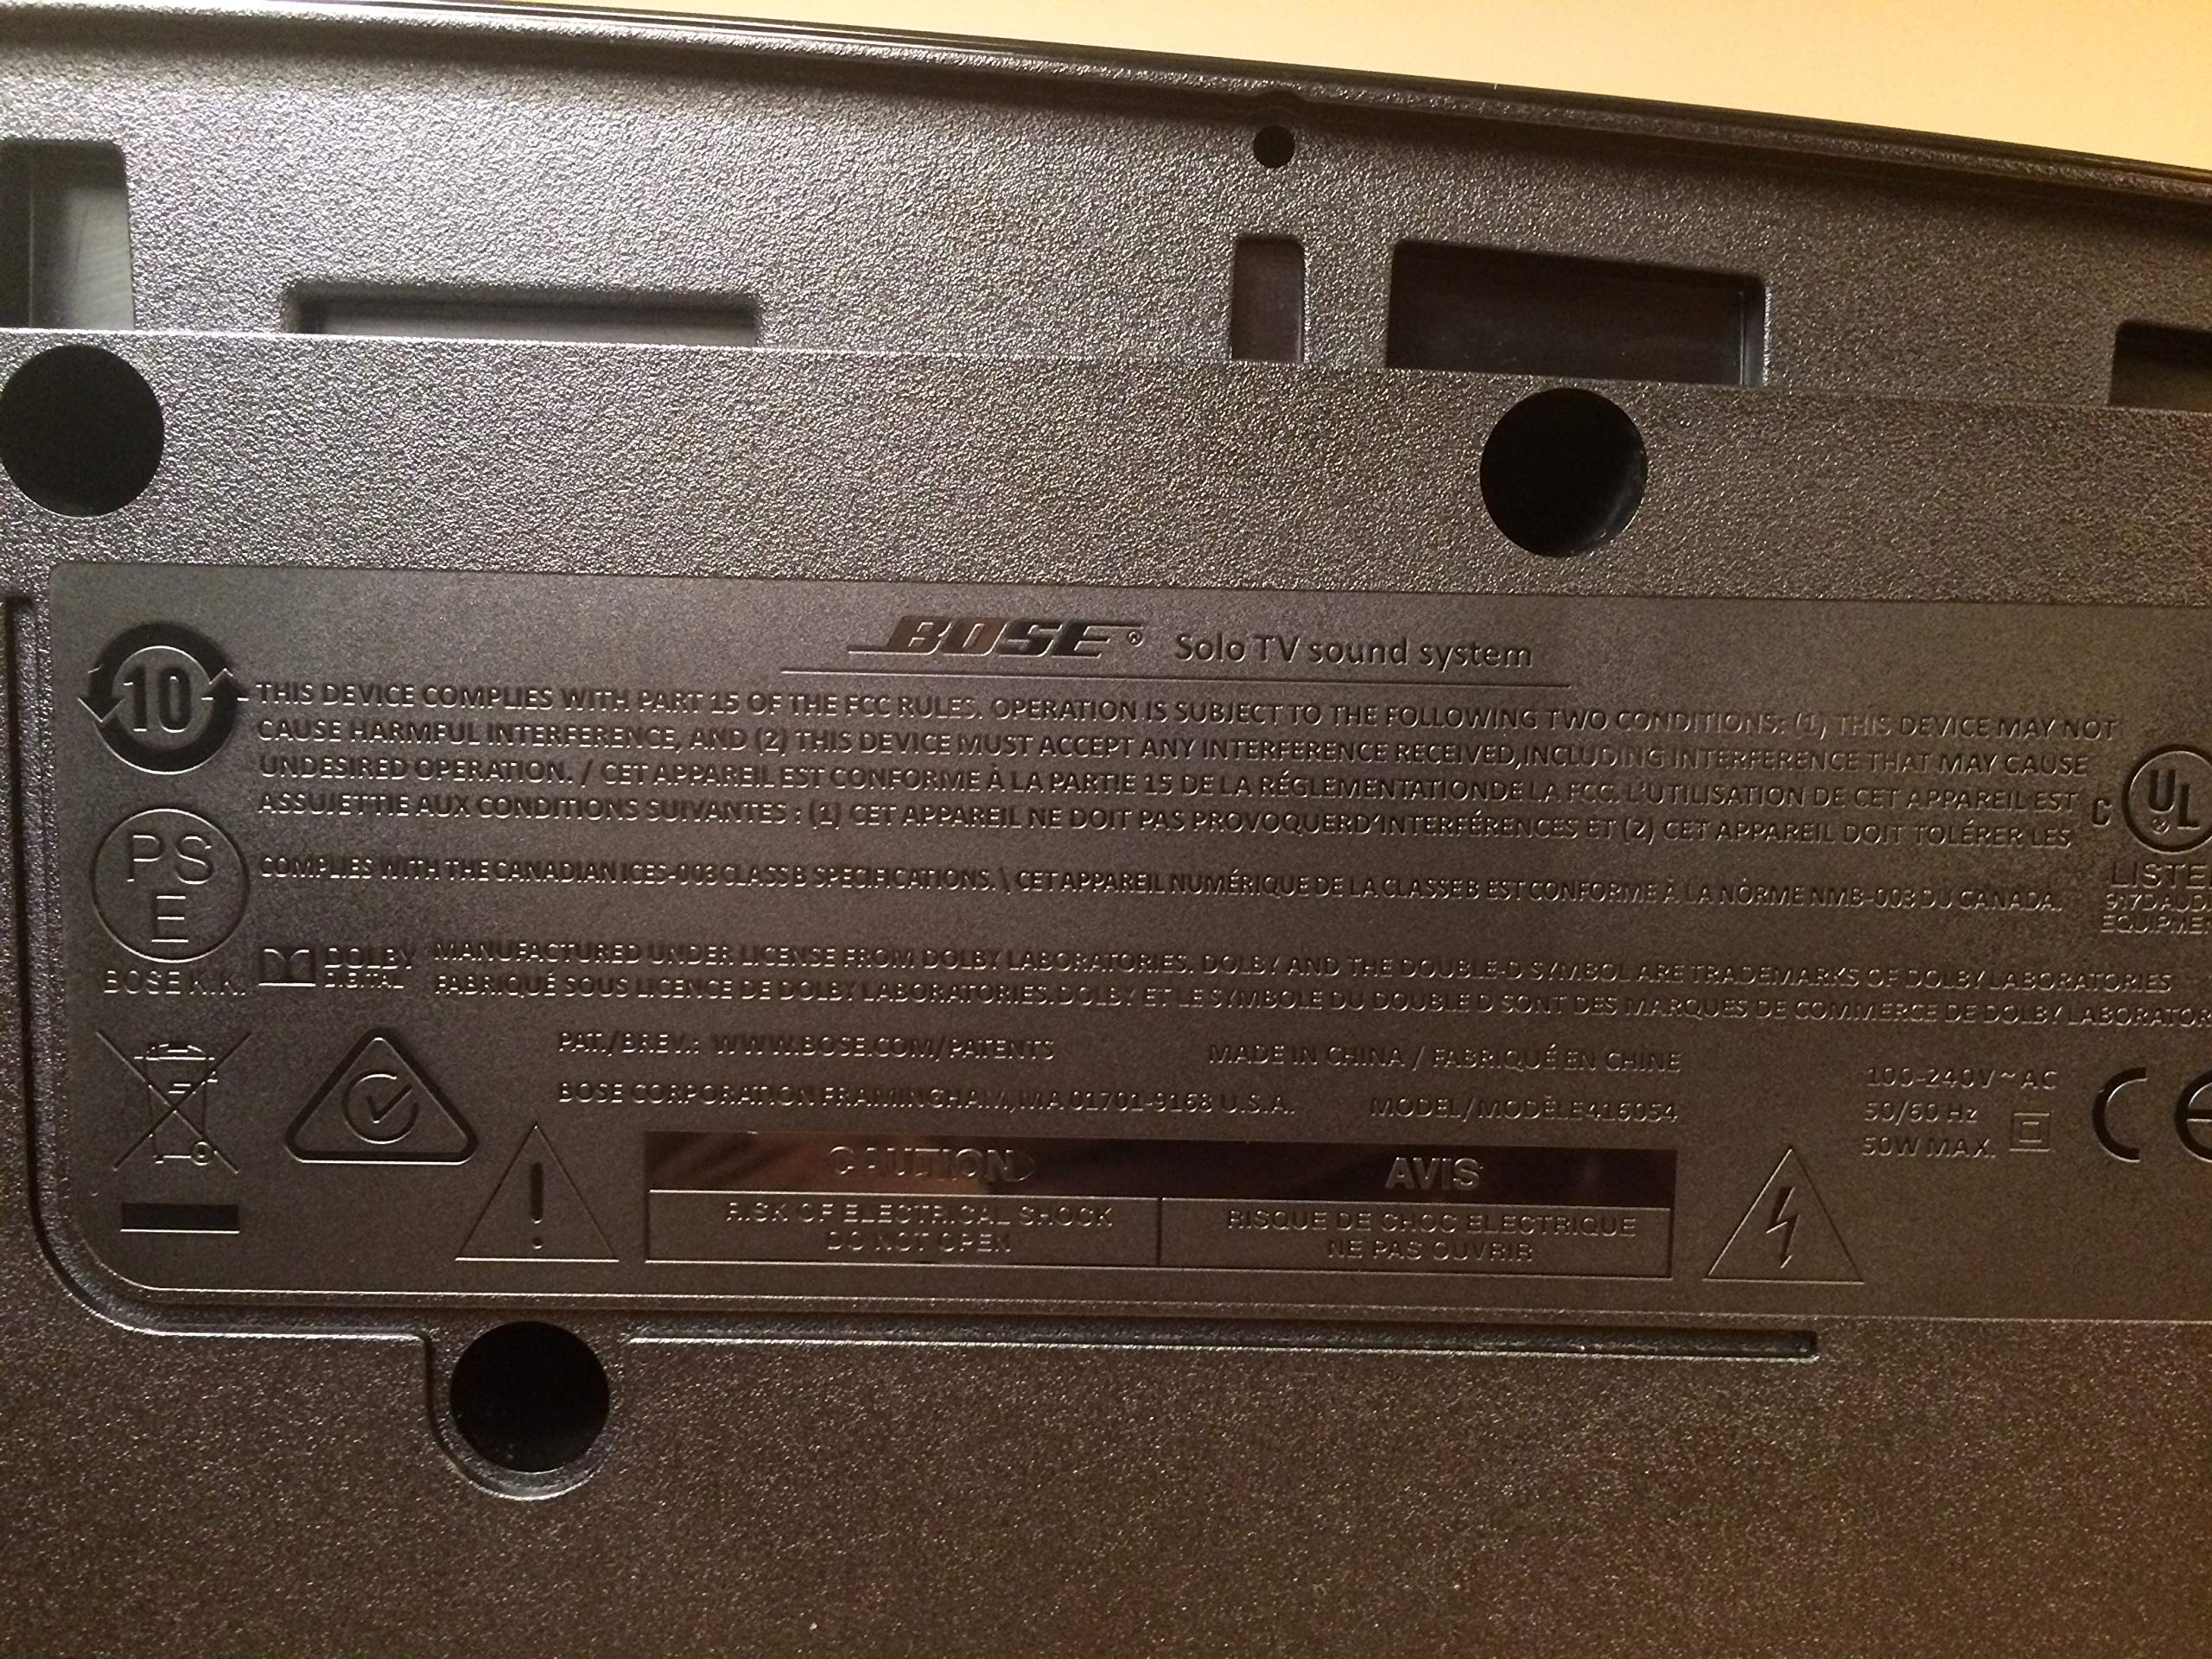 BOSE® Solo TV sound system
10
THIS DEVICE COMPLIES WITH PART 15 OF THE FCC RULES. OPERATION IS SUBJECT TO THE FOLLOWING TWO CONDITIONS: (1) THIS DEVICE MAY NOT
CAUSE HARMFUL INTERFERENCE, AND (2) THIS DEVICE MUST ACCEPT ANY INTERFERENCE RECEIVED,INCLUDING INTERFERENCE THAT MAY CAUSE
UNDESIRED OPERATION. / CET APPAREIL EST CONFORME À LA PARTIE 15 DE LA RÉGLEMENTATIONDE LA FCC. L'UTILISATION DE CET APPAREIL EST
ASSUJETTIE AUX CONDITIONS SUIVANTES : (1) CET APPAREIL NE DOIT PAS PROVOQUERD'INTERFÉRENCES ET (2) CET APPAREIL DOIT TOLÉRER LES
C UL
LISTE
917D AUD
EQUIPME
PS
E
BOSE K.K.
COMPLIES WITH THE CANADIAN ICES-003 CLASS B SPECIFICATIONS. \ CET APPAREIL NUMÉRIQUE DE LA CLASSE B EST CONFORME À LA NORME NMB-003 DU CANADA.
DOLBY
DIGITAL
MANUFACTURED UNDER LICENSE FROM DOLBY LABORATORIES. DOLBY AND THE DOUBLE-D SYMBOL ARE TRADEMARKS OF DOLBY LABORATORIES
FABRIQUÉ SOUS LICENCE DE DOLBY LABORATORIES. DOLBY ET LE SYMBOLE DU DOUBLE D SONT DES MARQUES DE COMMERCE DE DOLBY LABORATOR
PAT./BREV.: WWW.BOSE.COM/PATENTS
MADE IN CHINA / FABRIQUÉ EN CHINE
BOSE CORPORATION FRAMINGHAM, MA 01701-9168 U.S.A.
MODEL/MODÈLE 416054
100-240V ~ AC
50/60 Hz
50W MAX.
CE
CAUTION
RISK OF ELECTRICAL SHOCK
DO NOT OPEN
AVIS
RISQUE DE CHOC ELECTRIQUE
NE PAS OUVRIR